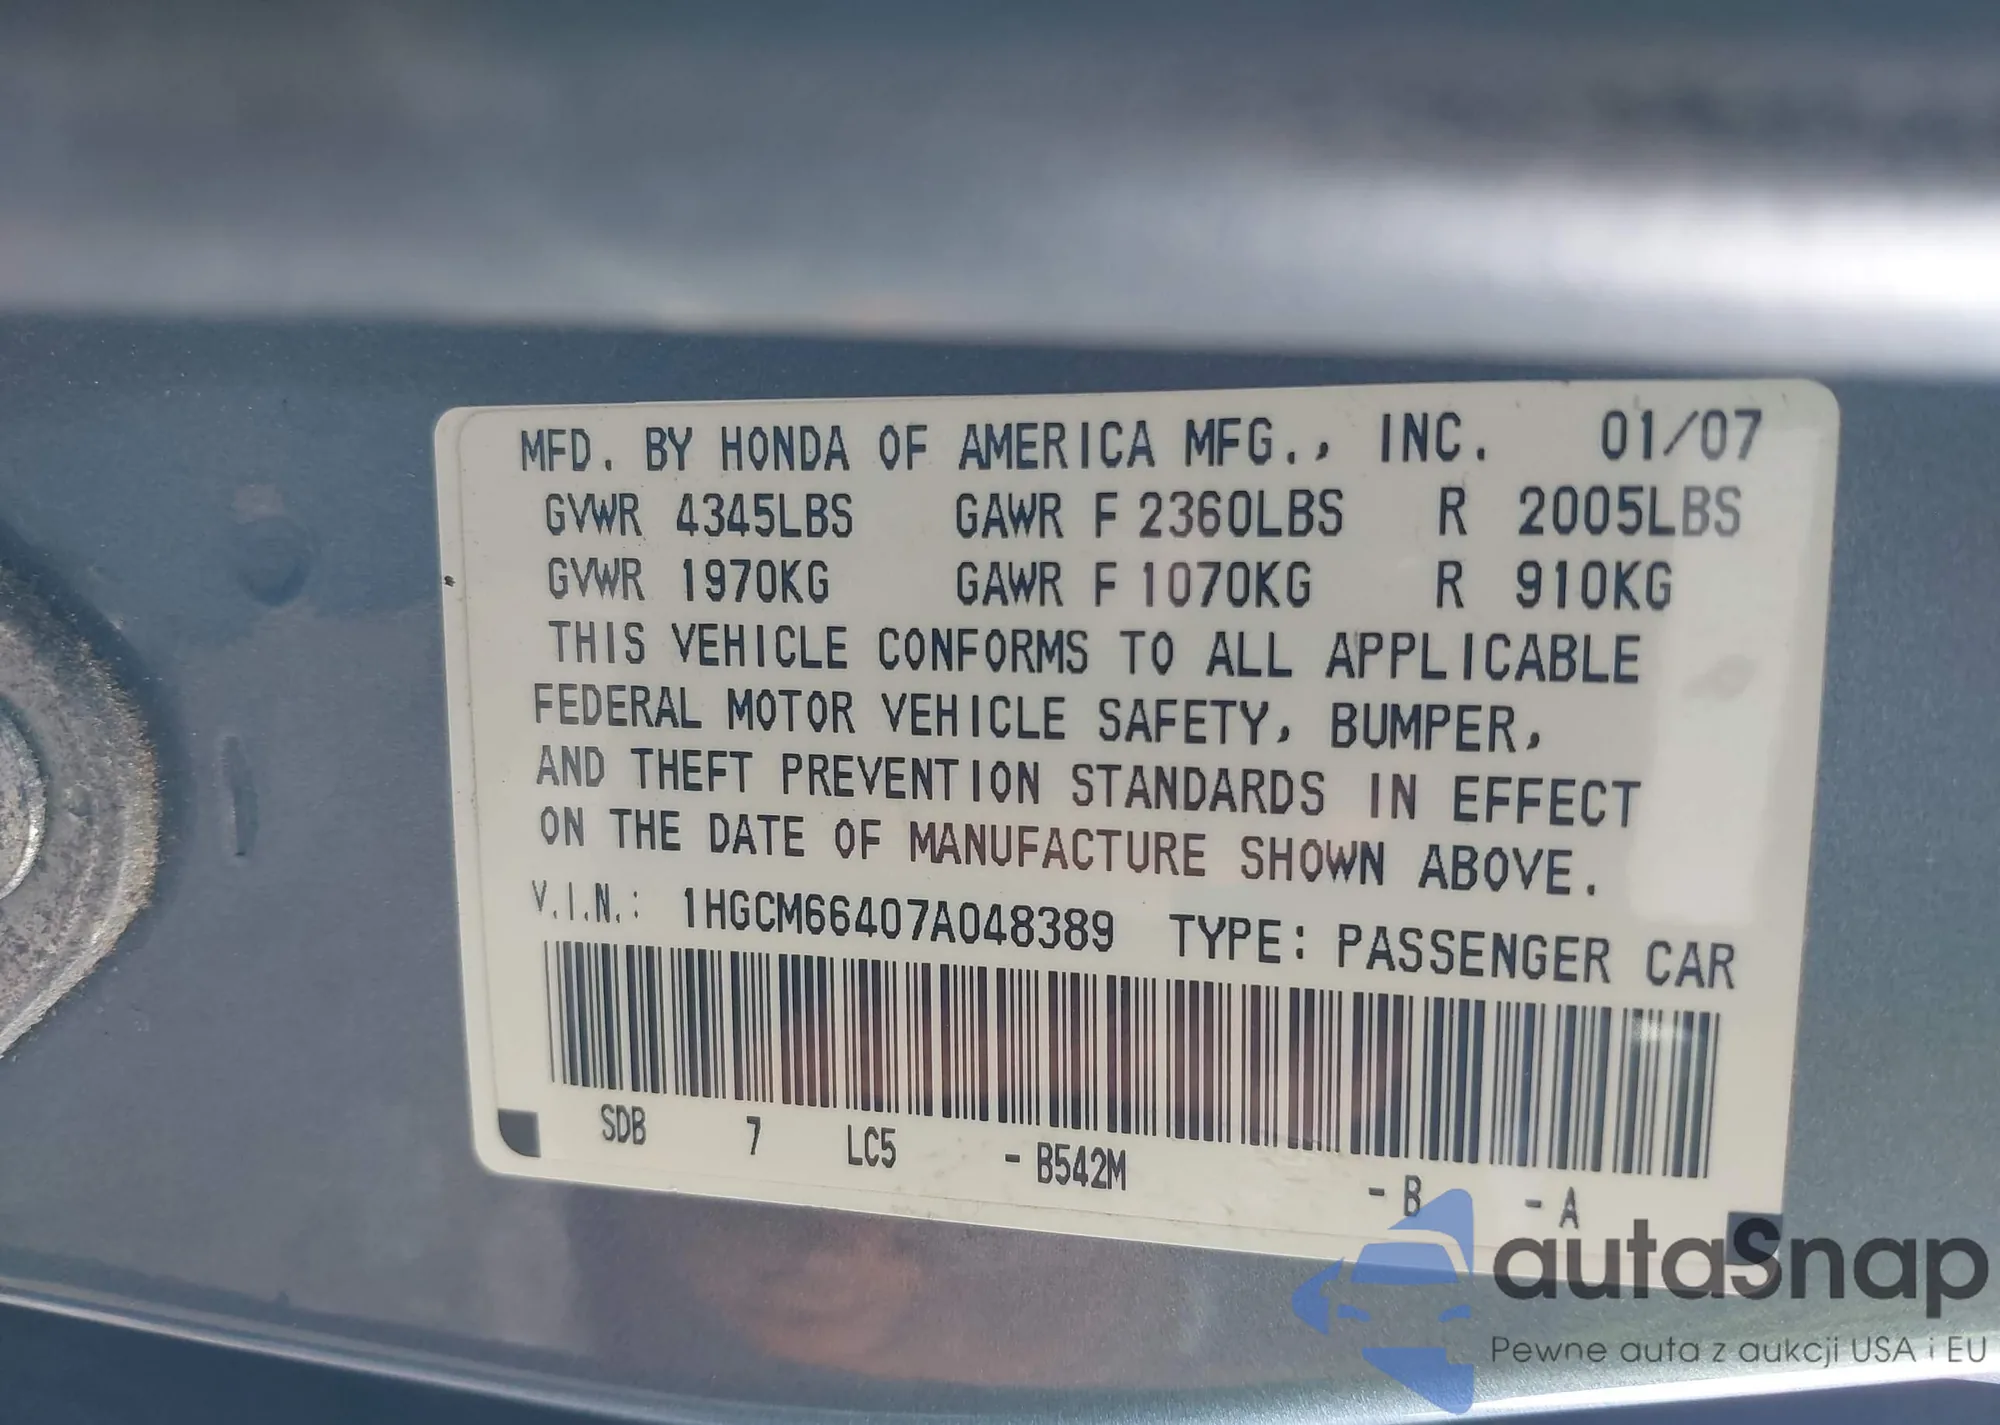 MFD. BY HONDA OF AMERICA MFG., INC. 01/07
GVWR 4345LBS GAWR F 2360LBS R 2005LBS
GVWR 1970KG GAWR F 1070KG R 910KG
THIS VEHICLE CONFORMS TO ALL APPLICABLE
FEDERAL MOTOR VEHICLE SAFETY, BUMPER,
AND THEFT PREVENTION STANDARDS IN EFFECT
ON THE DATE OF MANUFACTURE SHOWN ABOVE.
V.I.N.: 1HGCM66407A048389 TYPE: PASSENGER CAR
SDB 7 LC5 - B542M - B - A
autaSnap
Pewne auta z aukcji USA i EU